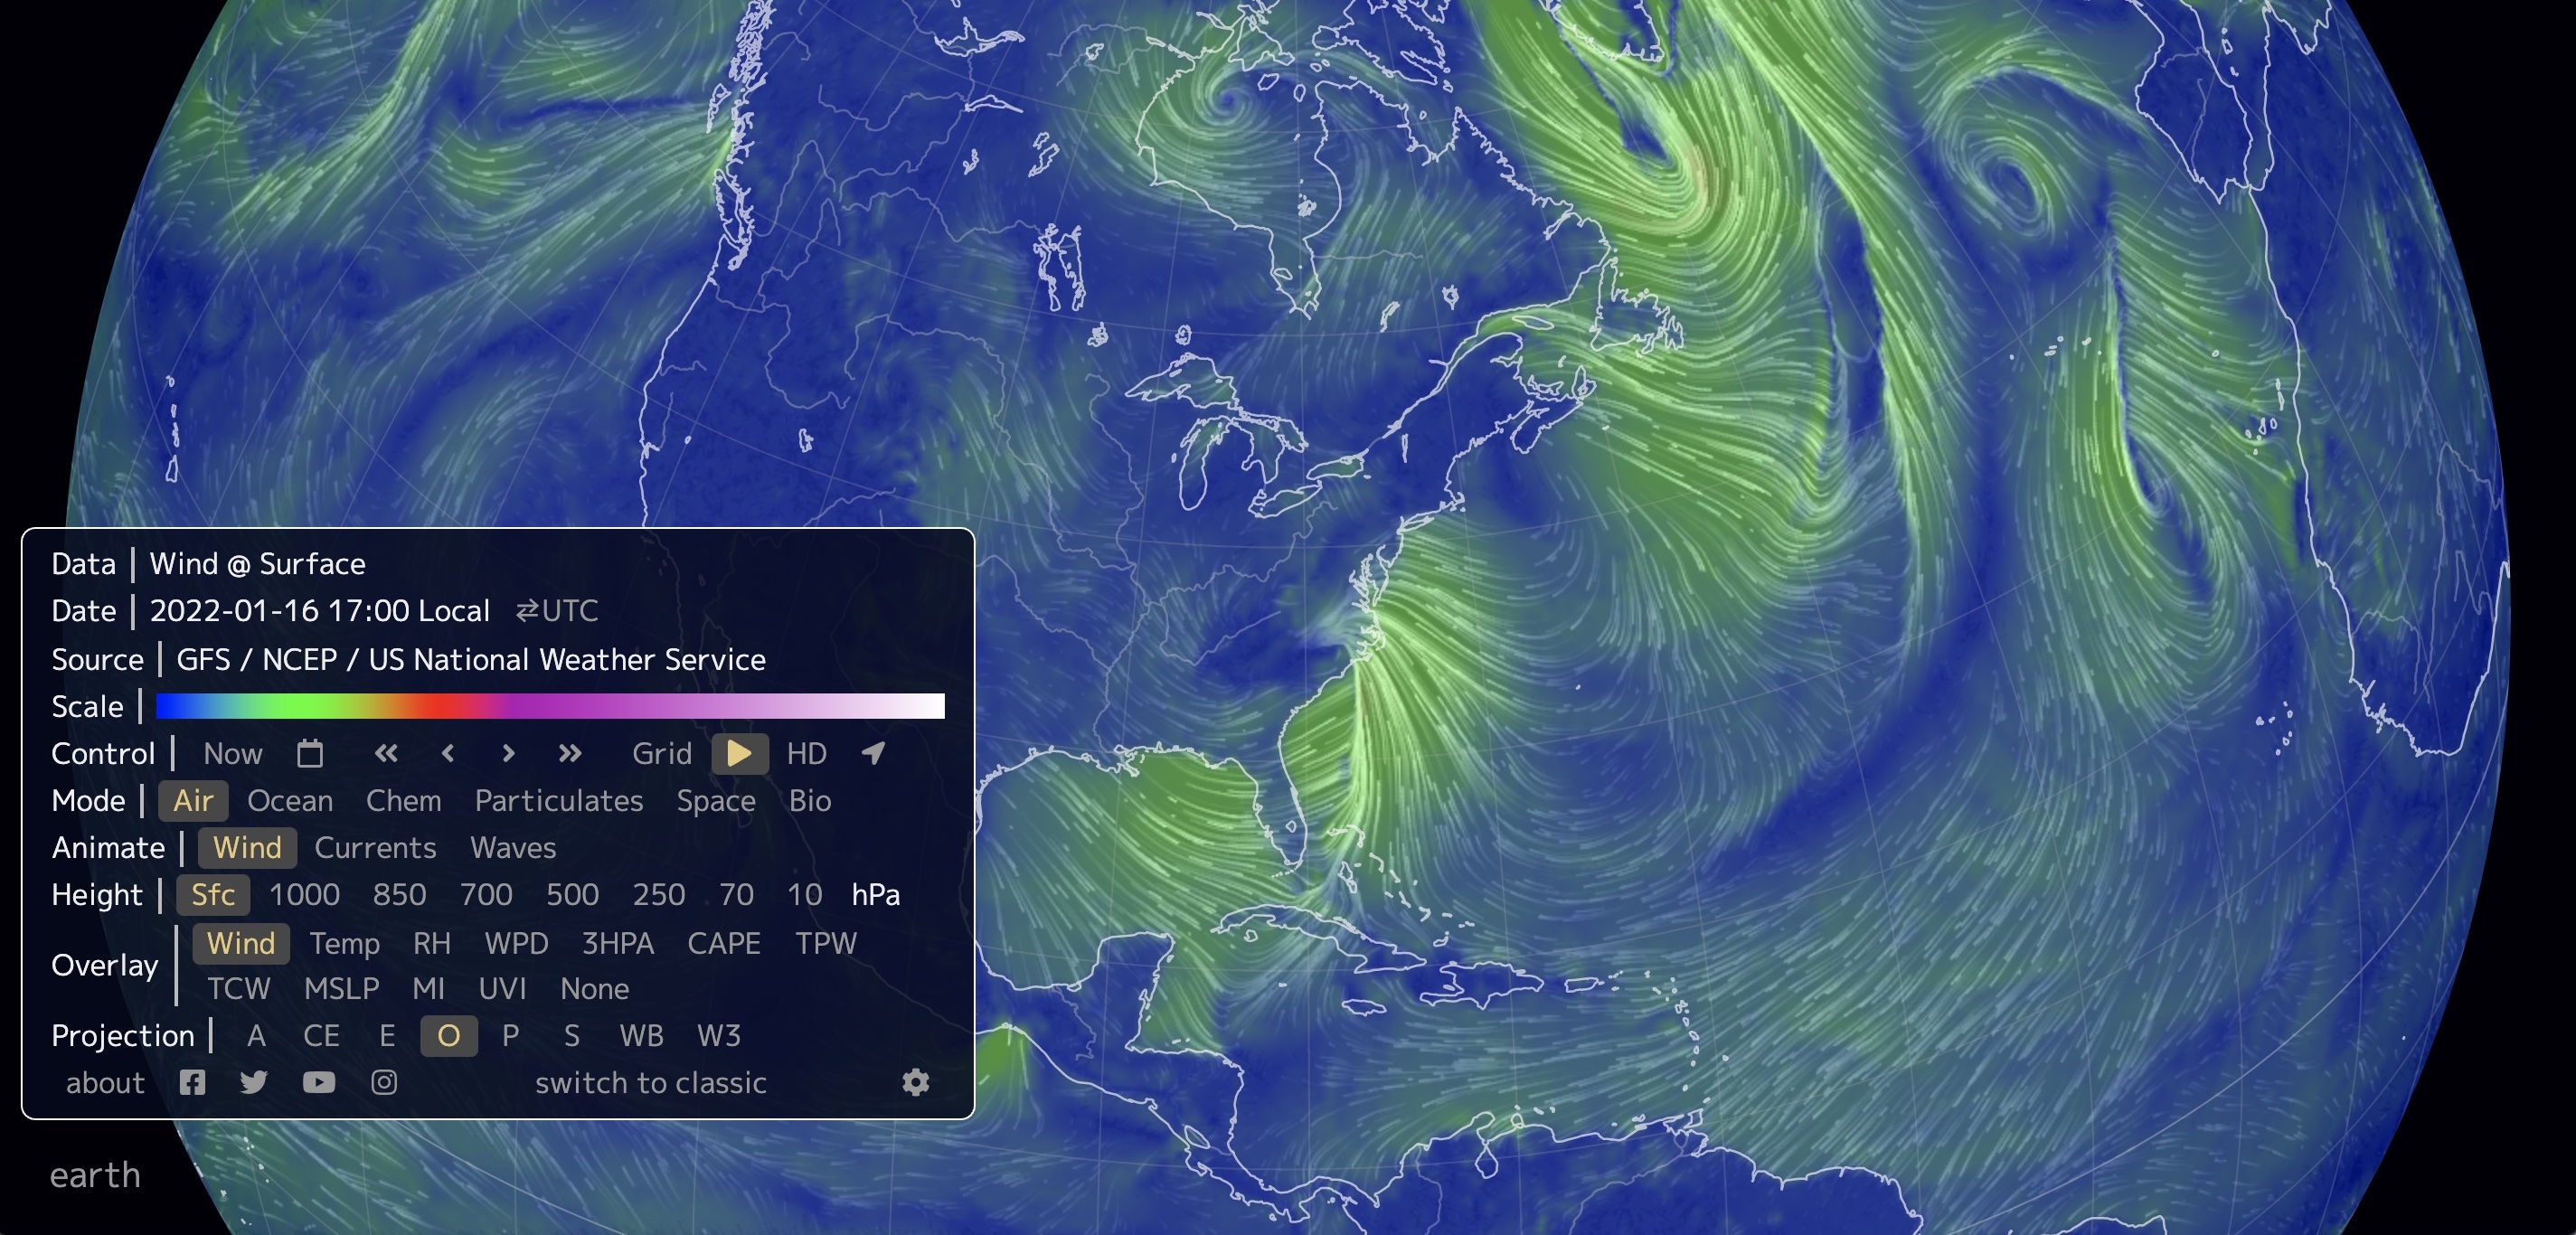 Data | Wind @ Surface
Date | 2022-01-16 17:00 Local ⇄UTC
Source | GFS / NCEP / US National Weather Service
Scale |
Control | Now « ‹ › » Grid HD
Mode | Air Ocean Chem Particulates Space Bio
Animate | Wind Currents Waves
Height | Sfc 1000 850 700 500 250 70 10 hPa
Overlay | Wind Temp RH WPD 3HPA CAPE TPW
TCW MSLP MI UVI None
Projection | A CE E O P S WB W3
about switch to classic
earth